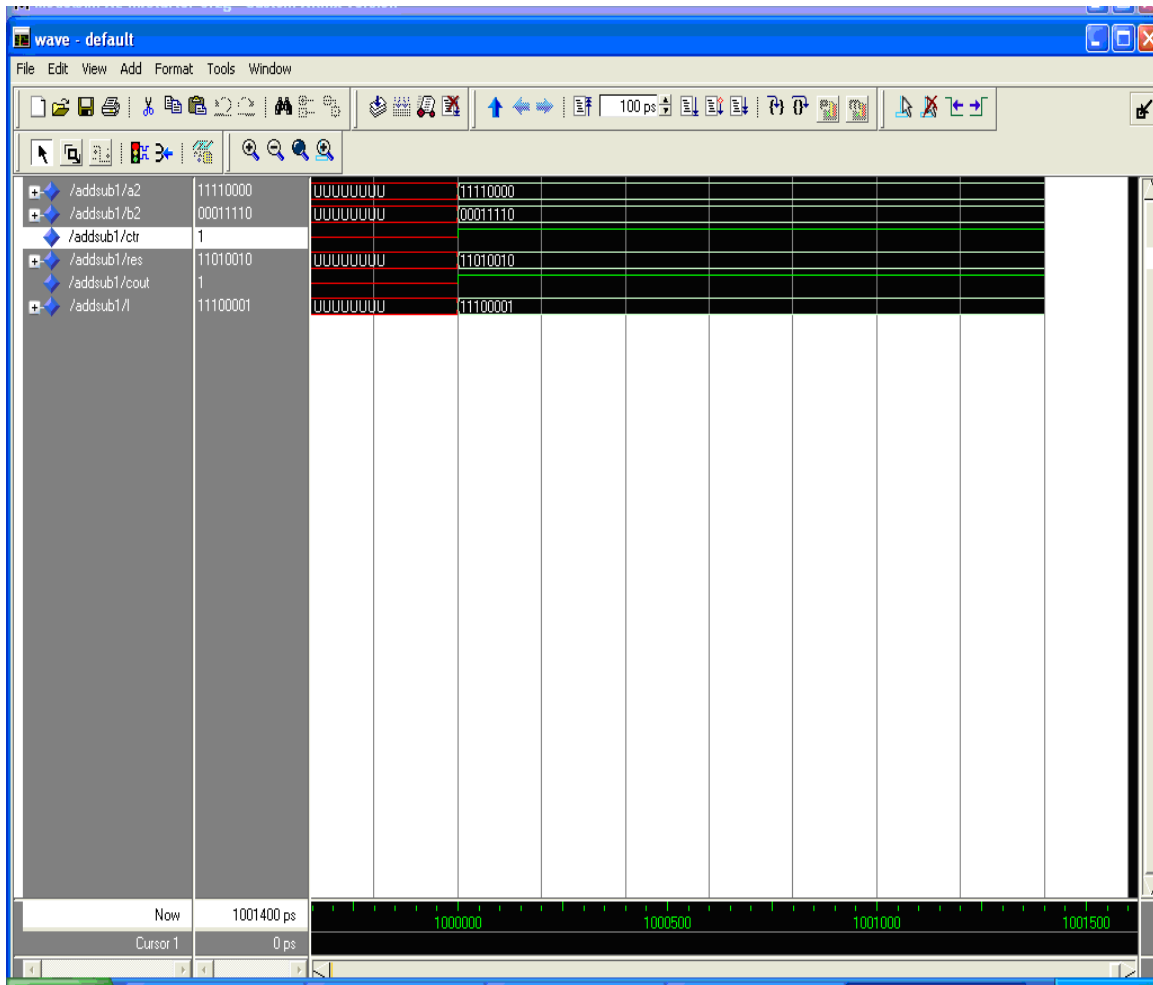 wave - default
File Edit View Add Format Tools Window
100 ps
/addsub1/a2 11110000 UUUUUUUU 11110000
/addsub1/b2 00011110 UUUUUUUU 00011110
/addsub1/ctr 1
/addsub1/res 11010010 UUUUUUUU 11010010
/addsub1/cout 1
/addsub1/l 11100001 UUUUUUUU 11100001
Now 1001400 ps 1000000 1000500 1001000 1001500
Cursor 1 0 ps